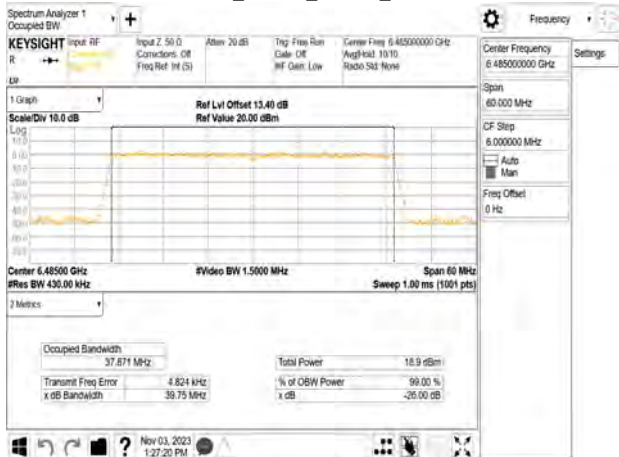 Spectrum Analyzer 1
Occupied BW
Frequency
KEYSIGHT Input: RF Input Z: 50 Ω Atten: 20 dB Trig: Free Run Center Freq: 6.485000000 GHz
R Corrections: Off Gate: Off Avg|Hold: 10/10
Freq Ref: Int (S) #IF Gain: Low Radio Std: None
Center Frequency
6.485000000 GHz
Settings
Span
60.000 MHz
CF Step
6.000000 MHz
Auto
Man
Freq Offset
0 Hz
1 Graph
Ref Lvl Offset 13.40 dB
Scale/Div 10.0 dB Ref Value 20.00 dBm
Log
10.0
0.00
Center 6.48500 GHz #Video BW 1.5000 MHz Span 60 MHz
#Res BW 430.00 kHz Sweep 1.00 ms (1001 pts)
2 Metrics
Occupied Bandwidth
37.871 MHz Total Power 18.9 dBm
Transmit Freq Error 4.824 kHz % of OBW Power 99.00 %
x dB Bandwidth 39.75 MHz x dB -26.00 dB
Nov 03, 2023
1:27:20 PM